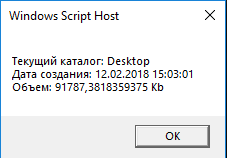 Windows Script Host
Текущий каталог: Desktop
Дата создания: 12.02.2018 15:03:01
Объем: 91787,3818359375 Kb
OK